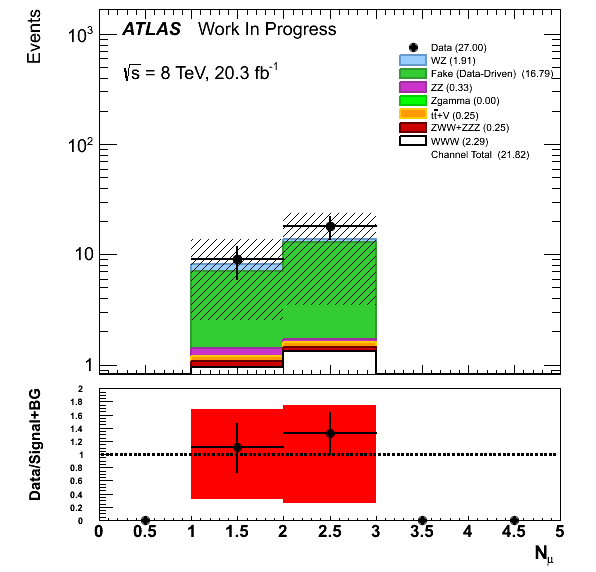 Events
10³
10²
10
1
ATLAS Work In Progress
√s = 8 TeV, 20.3 fb⁻¹
Data (27.00)
WZ (1.91)
Fake (Data-Driven) (16.79)
ZZ (0.33)
Zgamma (0.00)
tt̄+V (0.25)
ZWW+ZZZ (0.25)
WWW (2.29)
Channel Total (21.82)
Data/Signal+BG
2
1.8
1.6
1.4
1.2
1
0.8
0.6
0.4
0.2
0
0 0.5 1 1.5 2 2.5 3 3.5 4 4.5 5
Nμ